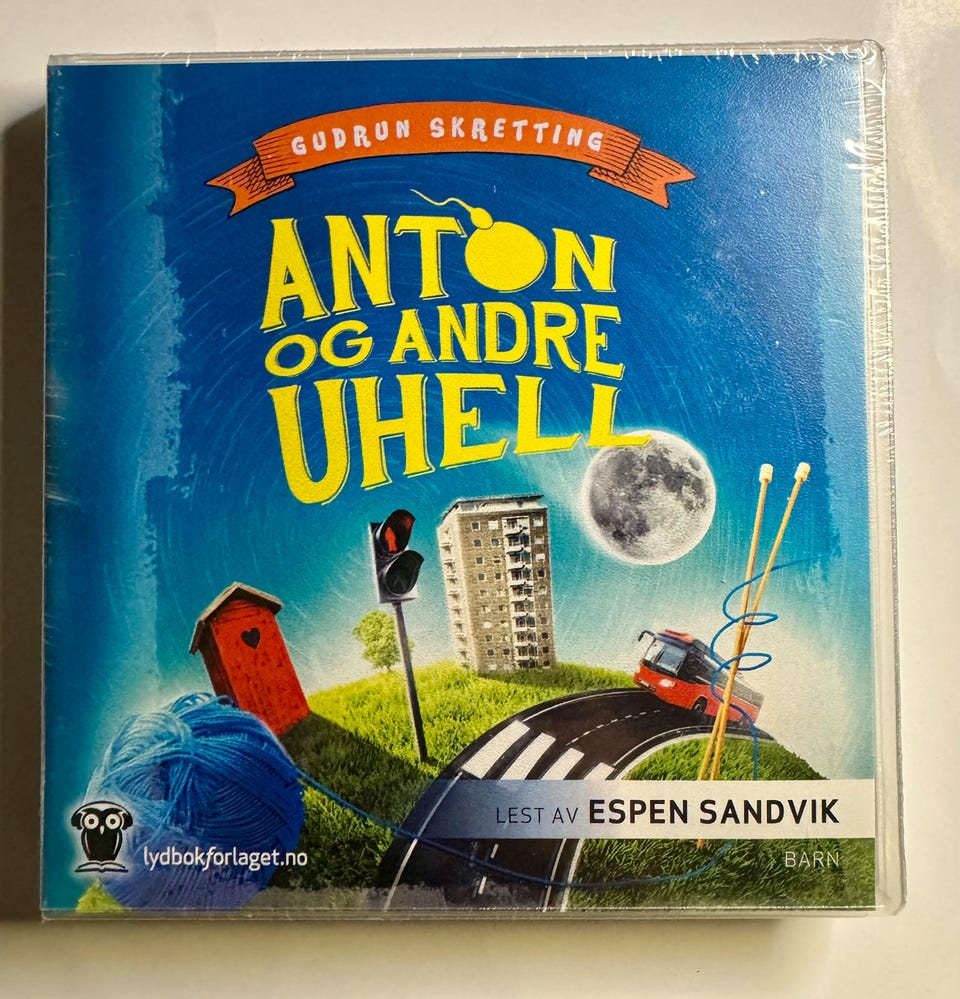 GUDRUN SKRETTING
ANTON
OG ANDRE
UHELL
LEST AV ESPEN SANDVIK
lydbokforlaget.no
BARN